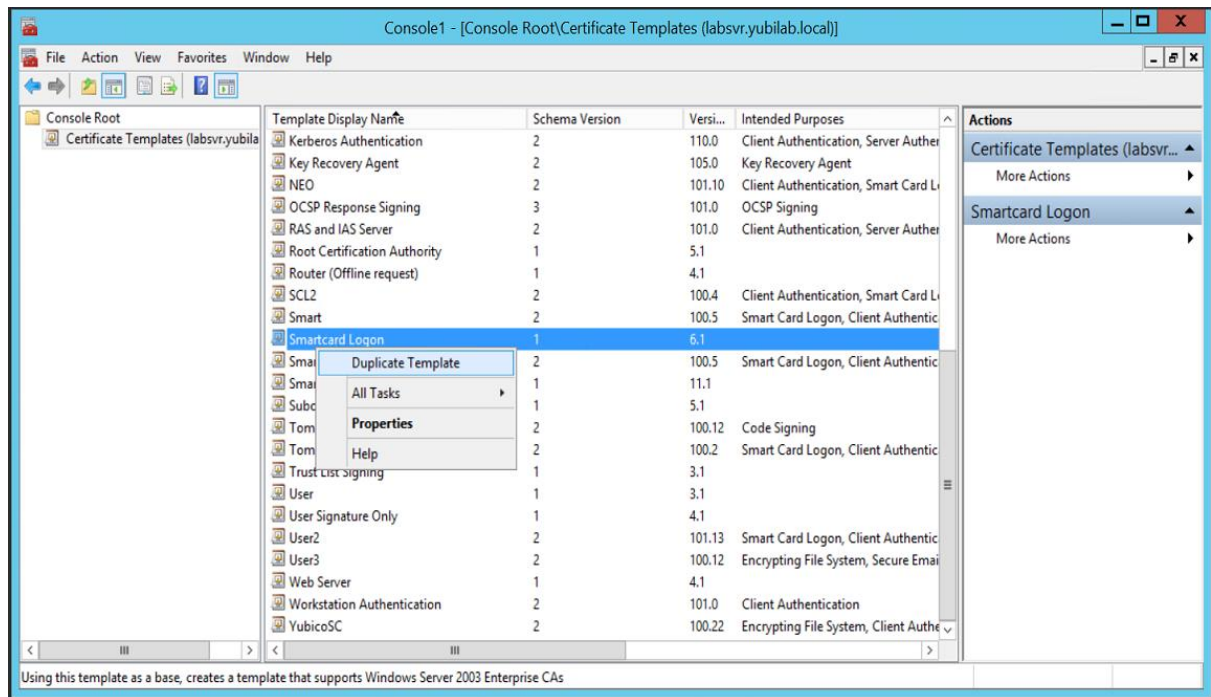 Console1 - [Console Root\Certificate Templates (labsvr.yubilab.local)]
File Action View Favorites Window Help
Console Root
Certificate Templates (labsvr.yubila
Template Display Name Schema Version Versi... Intended Purposes
Kerberos Authentication 2 110.0 Client Authentication, Server Auther
Key Recovery Agent 2 105.0 Key Recovery Agent
NEO 2 101.10 Client Authentication, Smart Card L
OCSP Response Signing 3 101.0 OCSP Signing
RAS and IAS Server 2 101.0 Client Authentication, Server Auther
Root Certification Authority 1 5.1
Router (Offline request) 1 4.1
SCL2 2 100.4 Client Authentication, Smart Card L
Smart 2 100.5 Smart Card Logon, Client Authentic
Smartcard Logon 1 6.1
Smar 2 100.5 Smart Card Logon, Client Authentic
Smar 1 11.1
Subc 1 5.1
Tom 2 100.12 Code Signing
Tom 2 100.2 Smart Card Logon, Client Authentic
Trust List Signing 1 3.1
User 1 3.1
User Signature Only 1 4.1
User2 2 101.13 Smart Card Logon, Client Authentic
User3 2 100.12 Encrypting File System, Secure Emai
Web Server 1 4.1
Workstation Authentication 2 101.0 Client Authentication
YubicoSC 2 100.22 Encrypting File System, Client Authe
Duplicate Template
All Tasks
Properties
Help
Actions
Certificate Templates (labsvr...
More Actions
Smartcard Logon
More Actions
Using this template as a base, creates a template that supports Windows Server 2003 Enterprise CAs